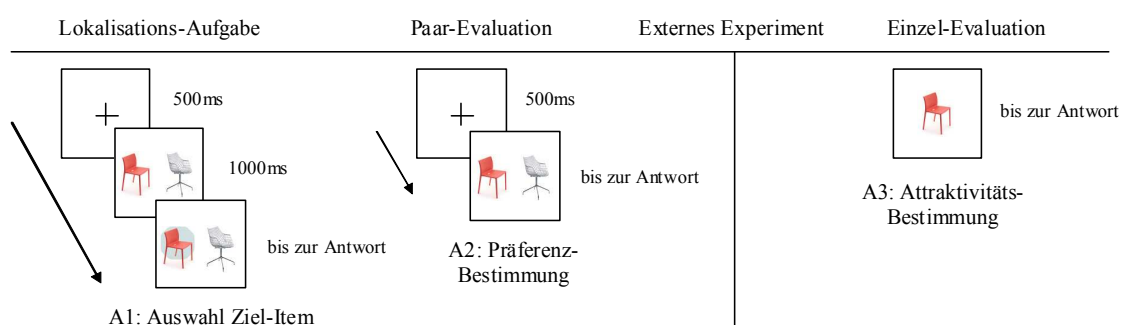 Lokalisations-Aufgabe
Paar-Evaluation
Externes Experiment
Einzel-Evaluation
500ms
1000ms
bis zur Antwort
A1: Auswahl Ziel-Item
500ms
bis zur Antwort
A2: Präferenz-
Bestimmung
bis zur Antwort
A3: Attraktivitäts-
Bestimmung